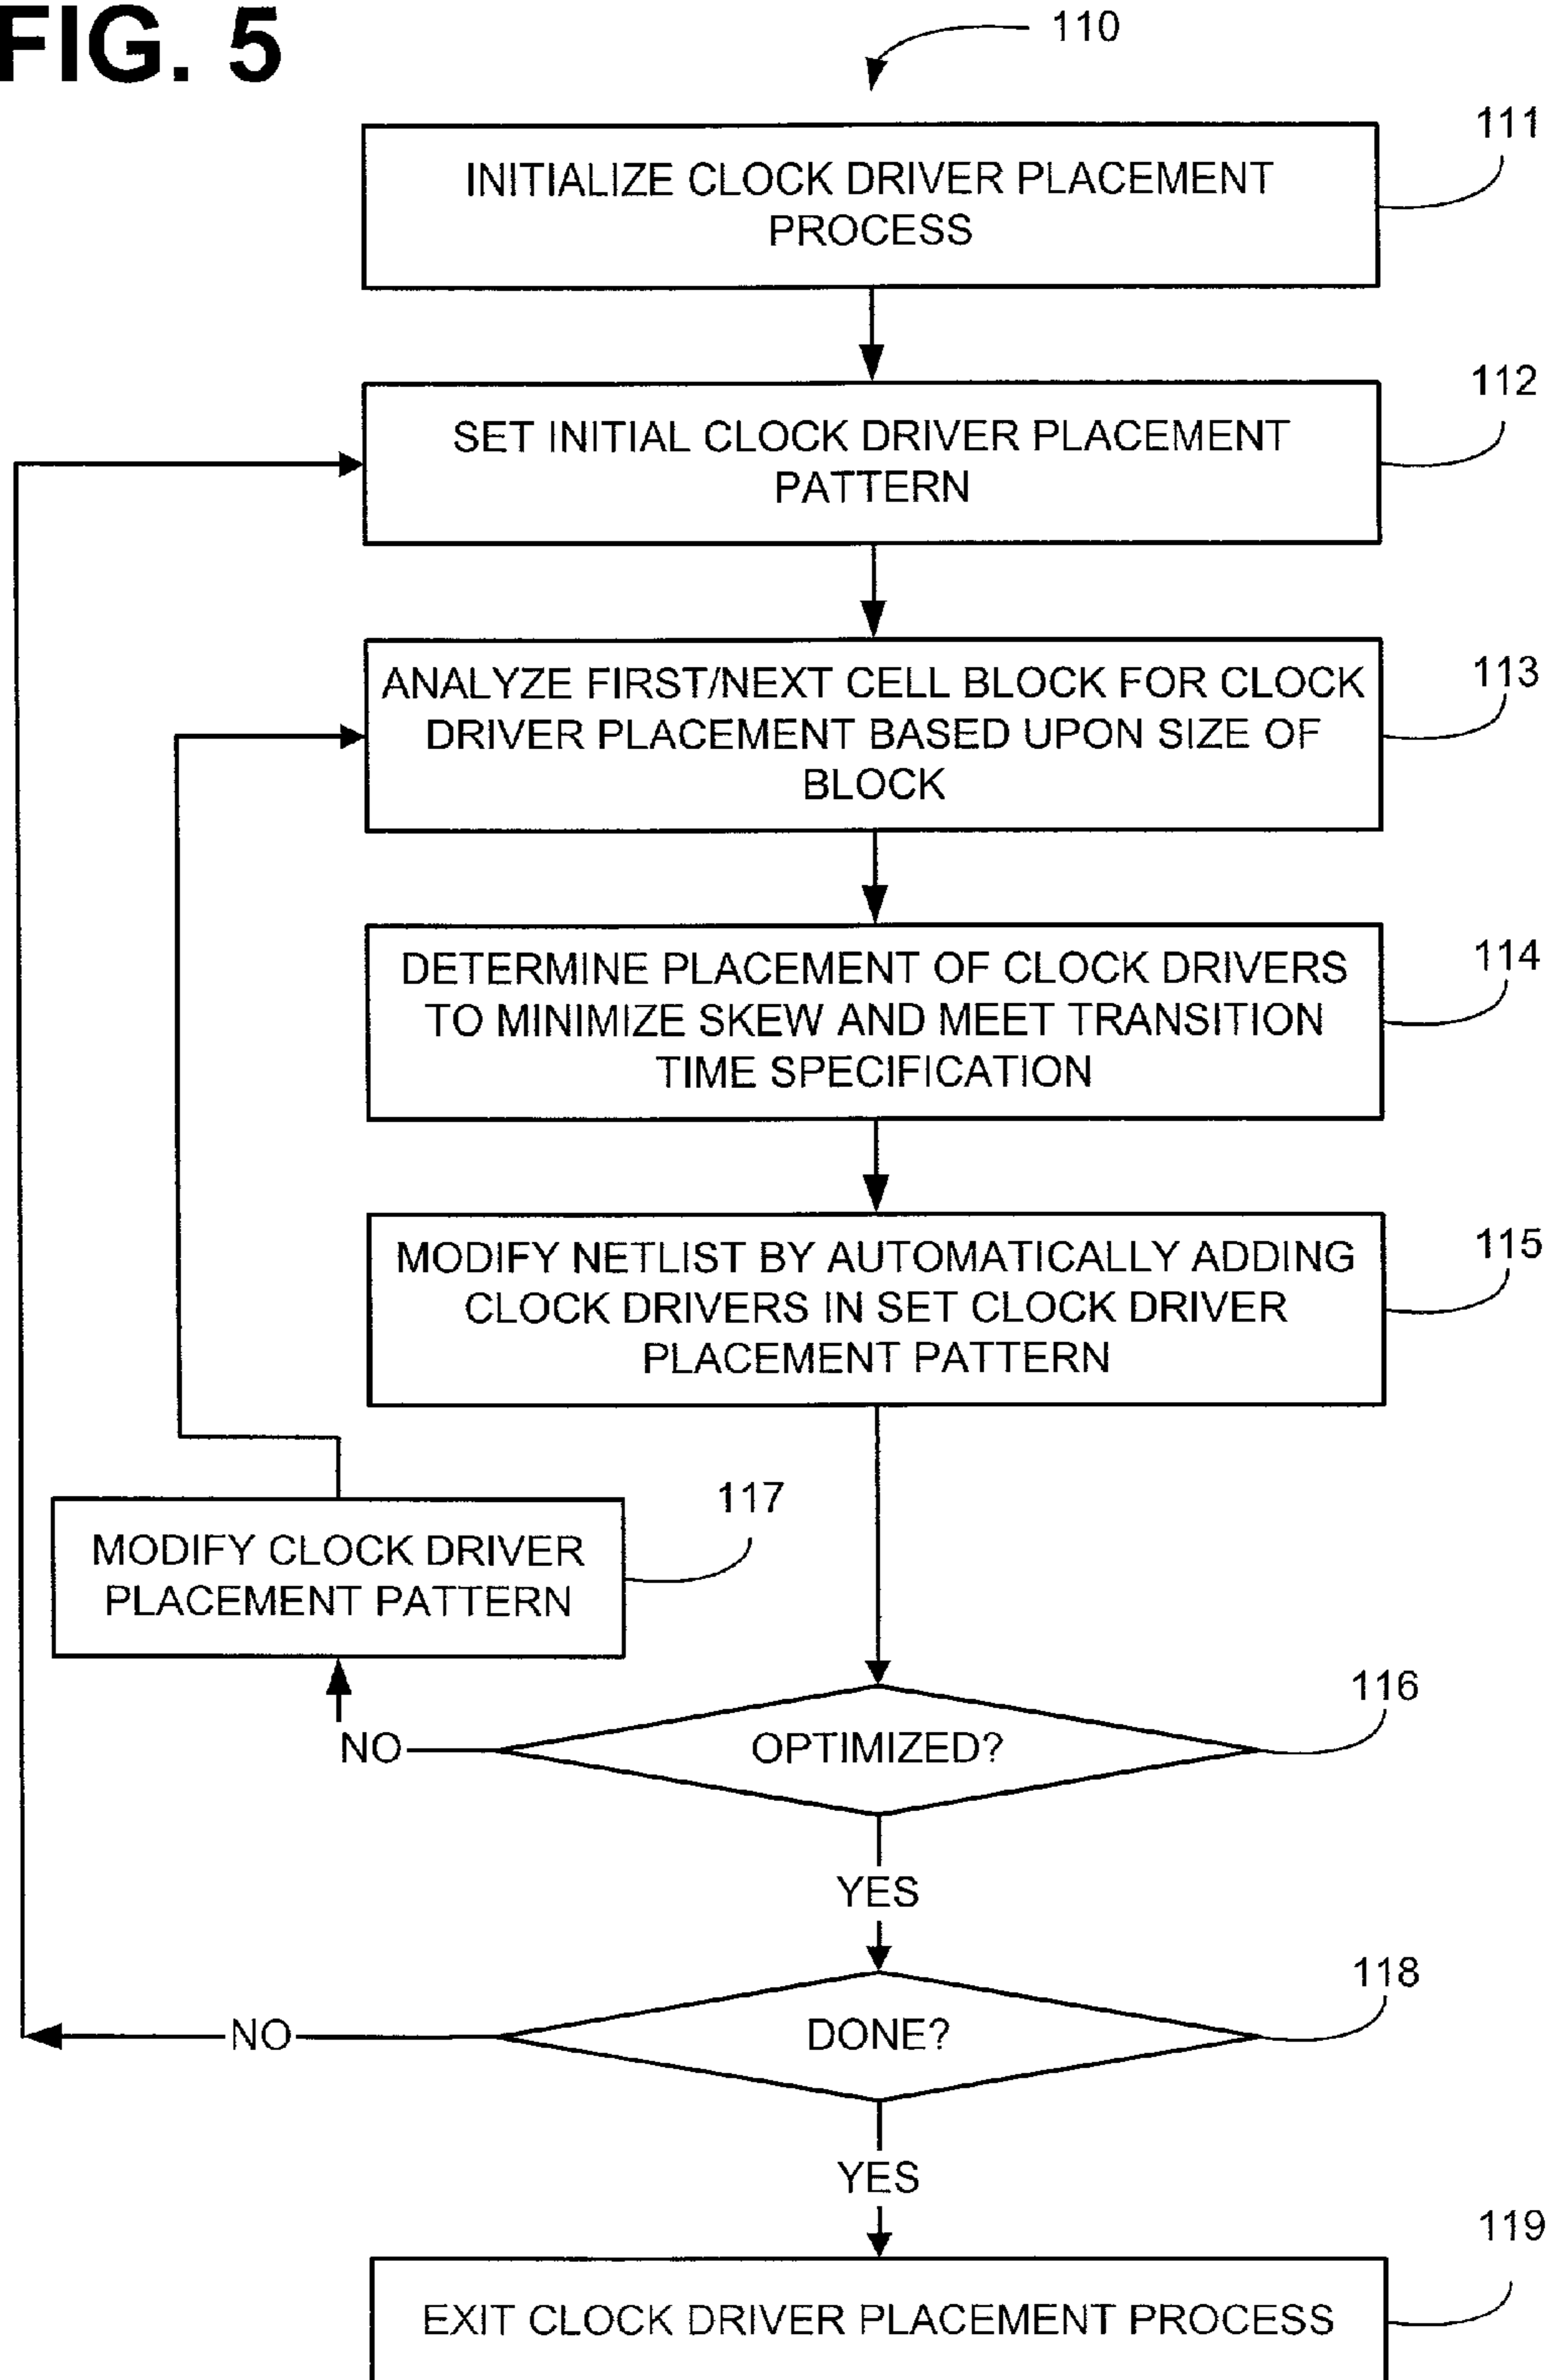 FIG. 5
110
111
INITIALIZE CLOCK DRIVER PLACEMENT
PROCESS
112
SET INITIAL CLOCK DRIVER PLACEMENT
PATTERN
113
ANALYZE FIRST/NEXT CELL BLOCK FOR CLOCK
DRIVER PLACEMENT BASED UPON SIZE OF
BLOCK
114
DETERMINE PLACEMENT OF CLOCK DRIVERS
TO MINIMIZE SKEW AND MEET TRANSITION
TIME SPECIFICATION
115
MODIFY NETLIST BY AUTOMATICALLY ADDING
CLOCK DRIVERS IN SET CLOCK DRIVER
PLACEMENT PATTERN
117
MODIFY CLOCK DRIVER
PLACEMENT PATTERN
116
OPTIMIZED?
NO
YES
118
DONE?
NO
YES
119
EXIT CLOCK DRIVER PLACEMENT PROCESS